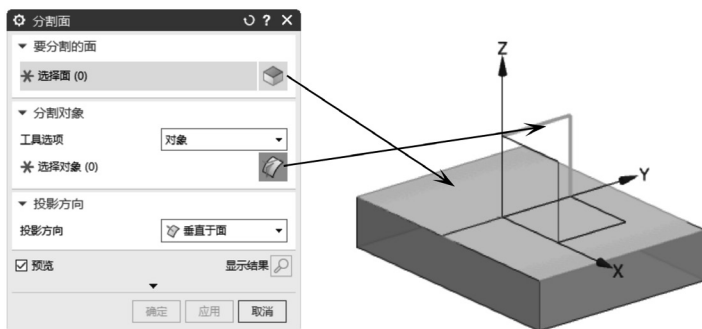 分割面
要分割的面
选择面 (0)
分割对象
工具选项 对象
选择对象 (0)
投影方向
投影方向 垂直于面
预览 显示结果
确定 应用 取消
Z
Y
X